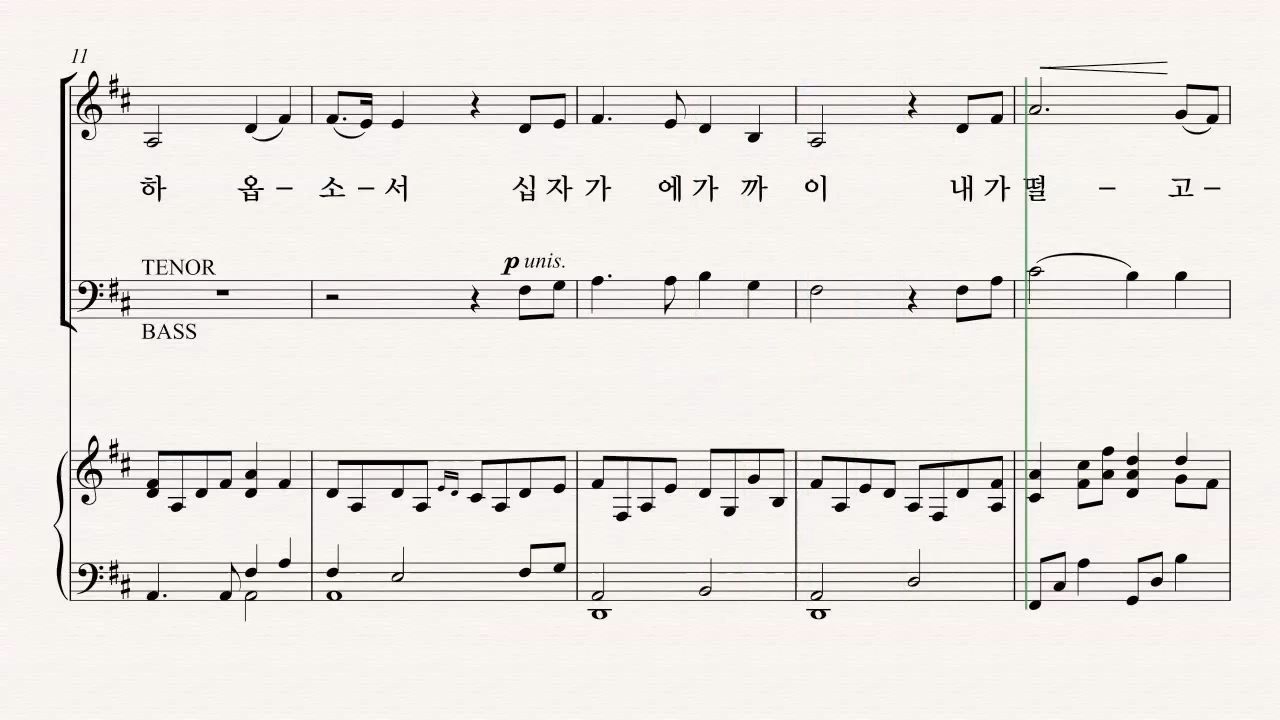 11
하 옵 – 소 – 서 십 자 가 에 가 까 이 내 가 떨 – 고 –
TENOR
p unis.
BASS